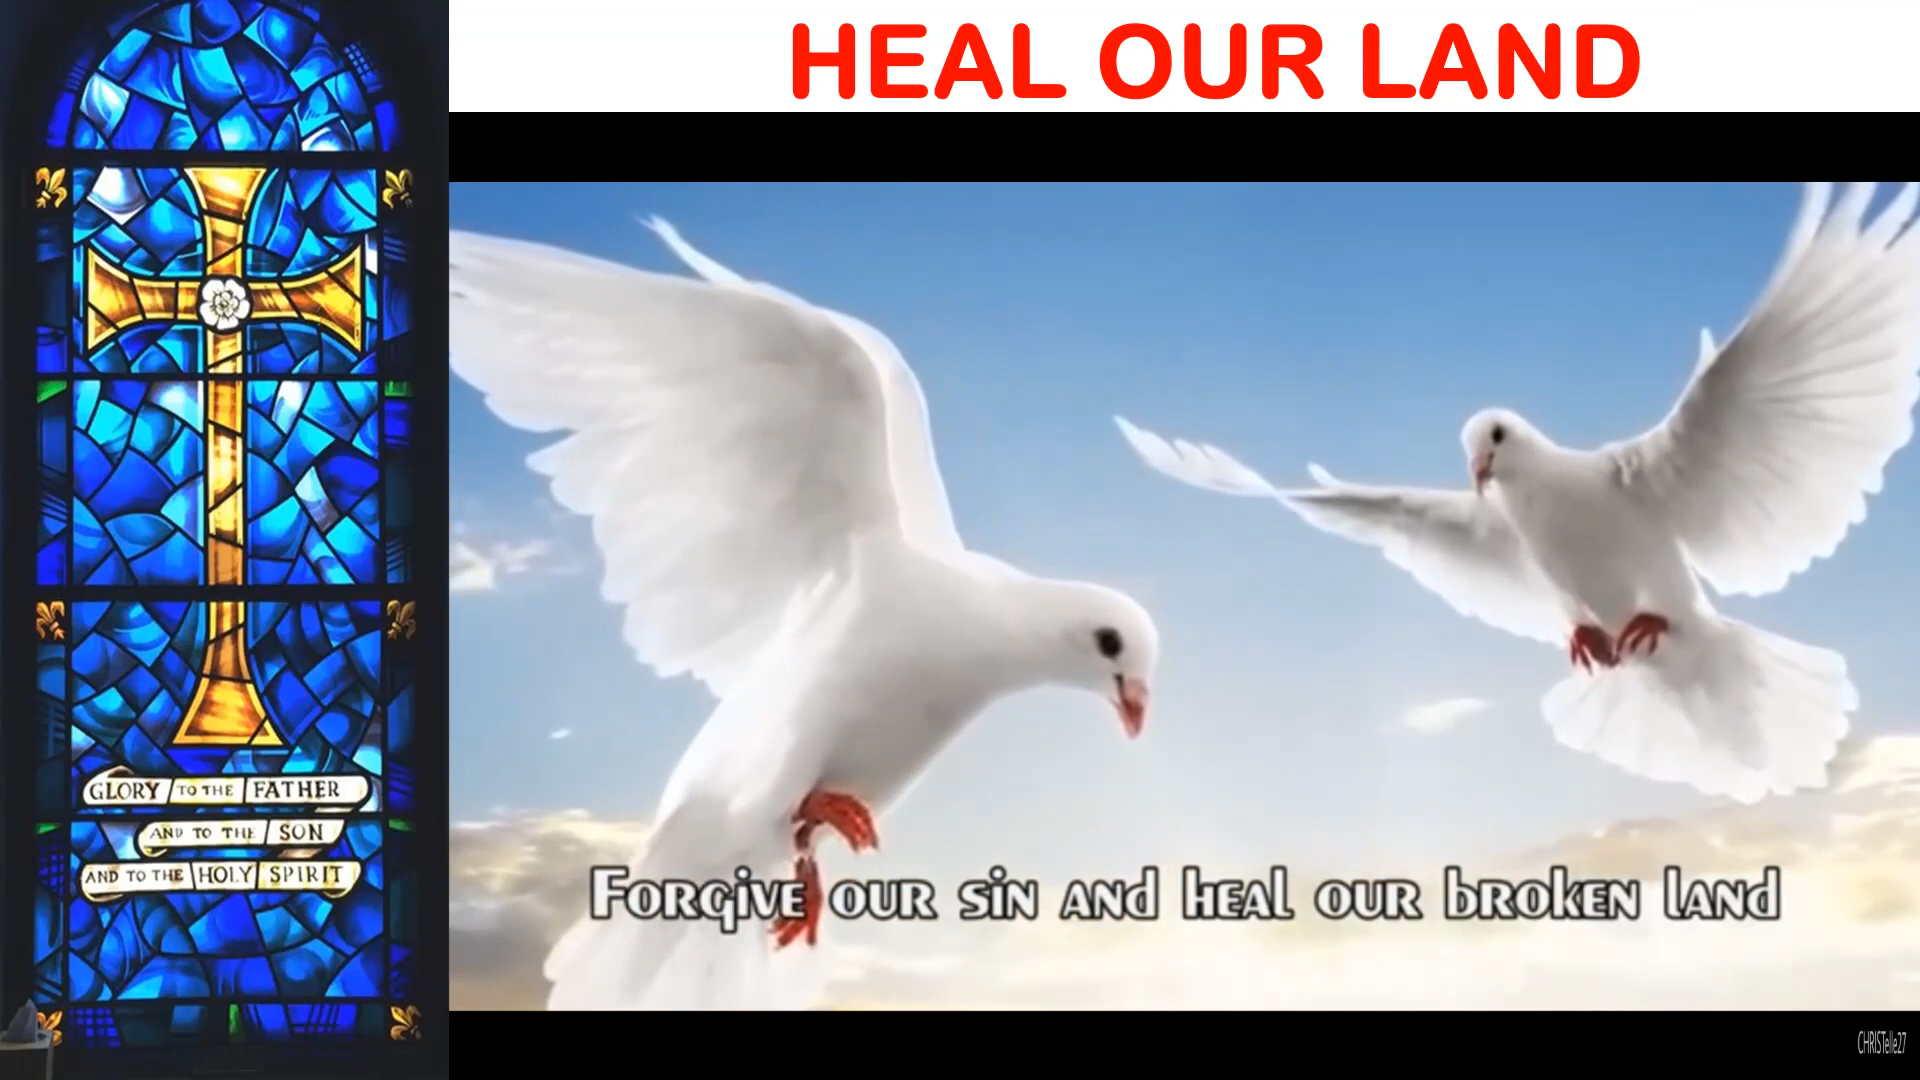 HEAL OUR LAND
GLORY TO THE FATHER
AND TO THE SON
AND TO THE HOLY SPIRIT
Forgive our sin and heal our broken land
CHRISTelle27